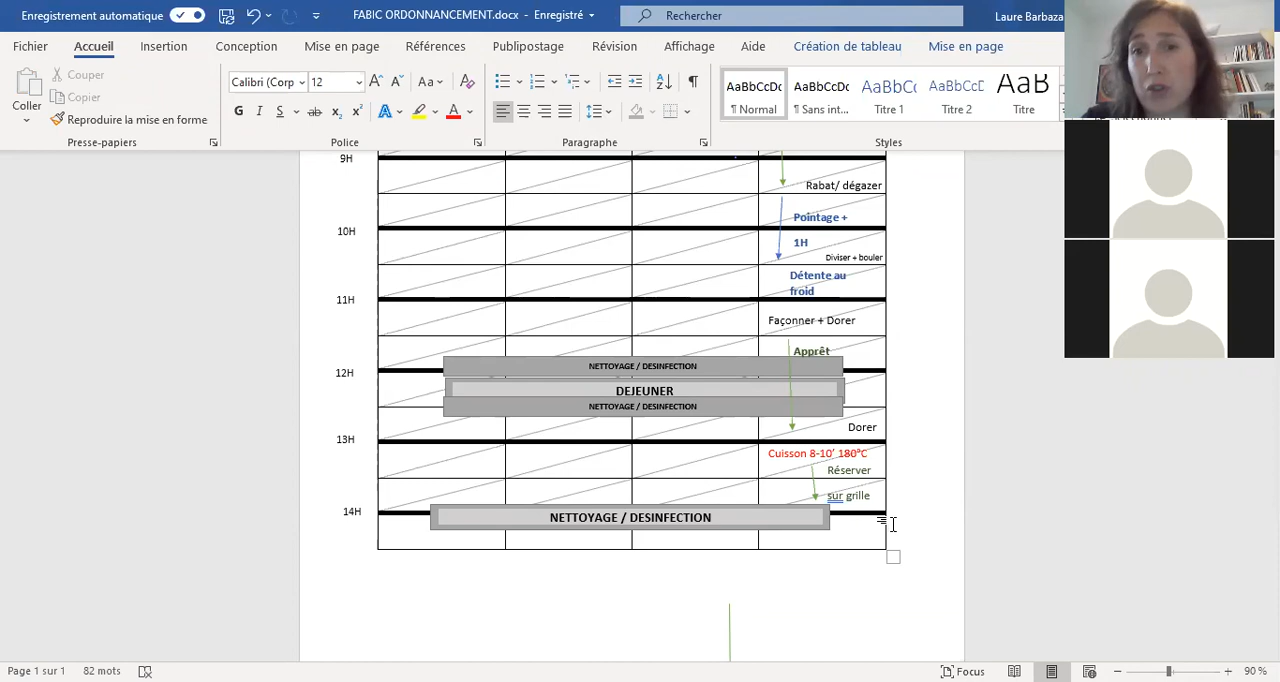 Enregistrement automatique
FABIC ORDONNANCEMENT.docx - Enregistré
Rechercher
Laure Barbaza
Fichier
Accueil
Insertion
Conception
Mise en page
Références
Publipostage
Révision
Affichage
Aide
Création de tableau
Mise en page
Coller
Couper
Copier
Reproduire la mise en forme
Presse-papiers
Calibri (Corp
12
Police
Paragraphe
AaBbCcDc
¶ Normal
AaBbCcDc
¶ Sans int...
AaBbCc
Titre 1
AaBbCcD
Titre 2
AaB
Titre
Styles
9H
Rabat/ dégazer
Pointage +
10H
1H
Diviser + bouler
Détente au
froid
11H
Façonner + Dorer
Apprêt
NETTOYAGE / DESINFECTION
12H
DEJEUNER
NETTOYAGE / DESINFECTION
Dorer
13H
Cuisson 8-10’ 180°C
Réserver
sur grille
14H
NETTOYAGE / DESINFECTION
Page 1 sur 1
82 mots
Focus
90 %